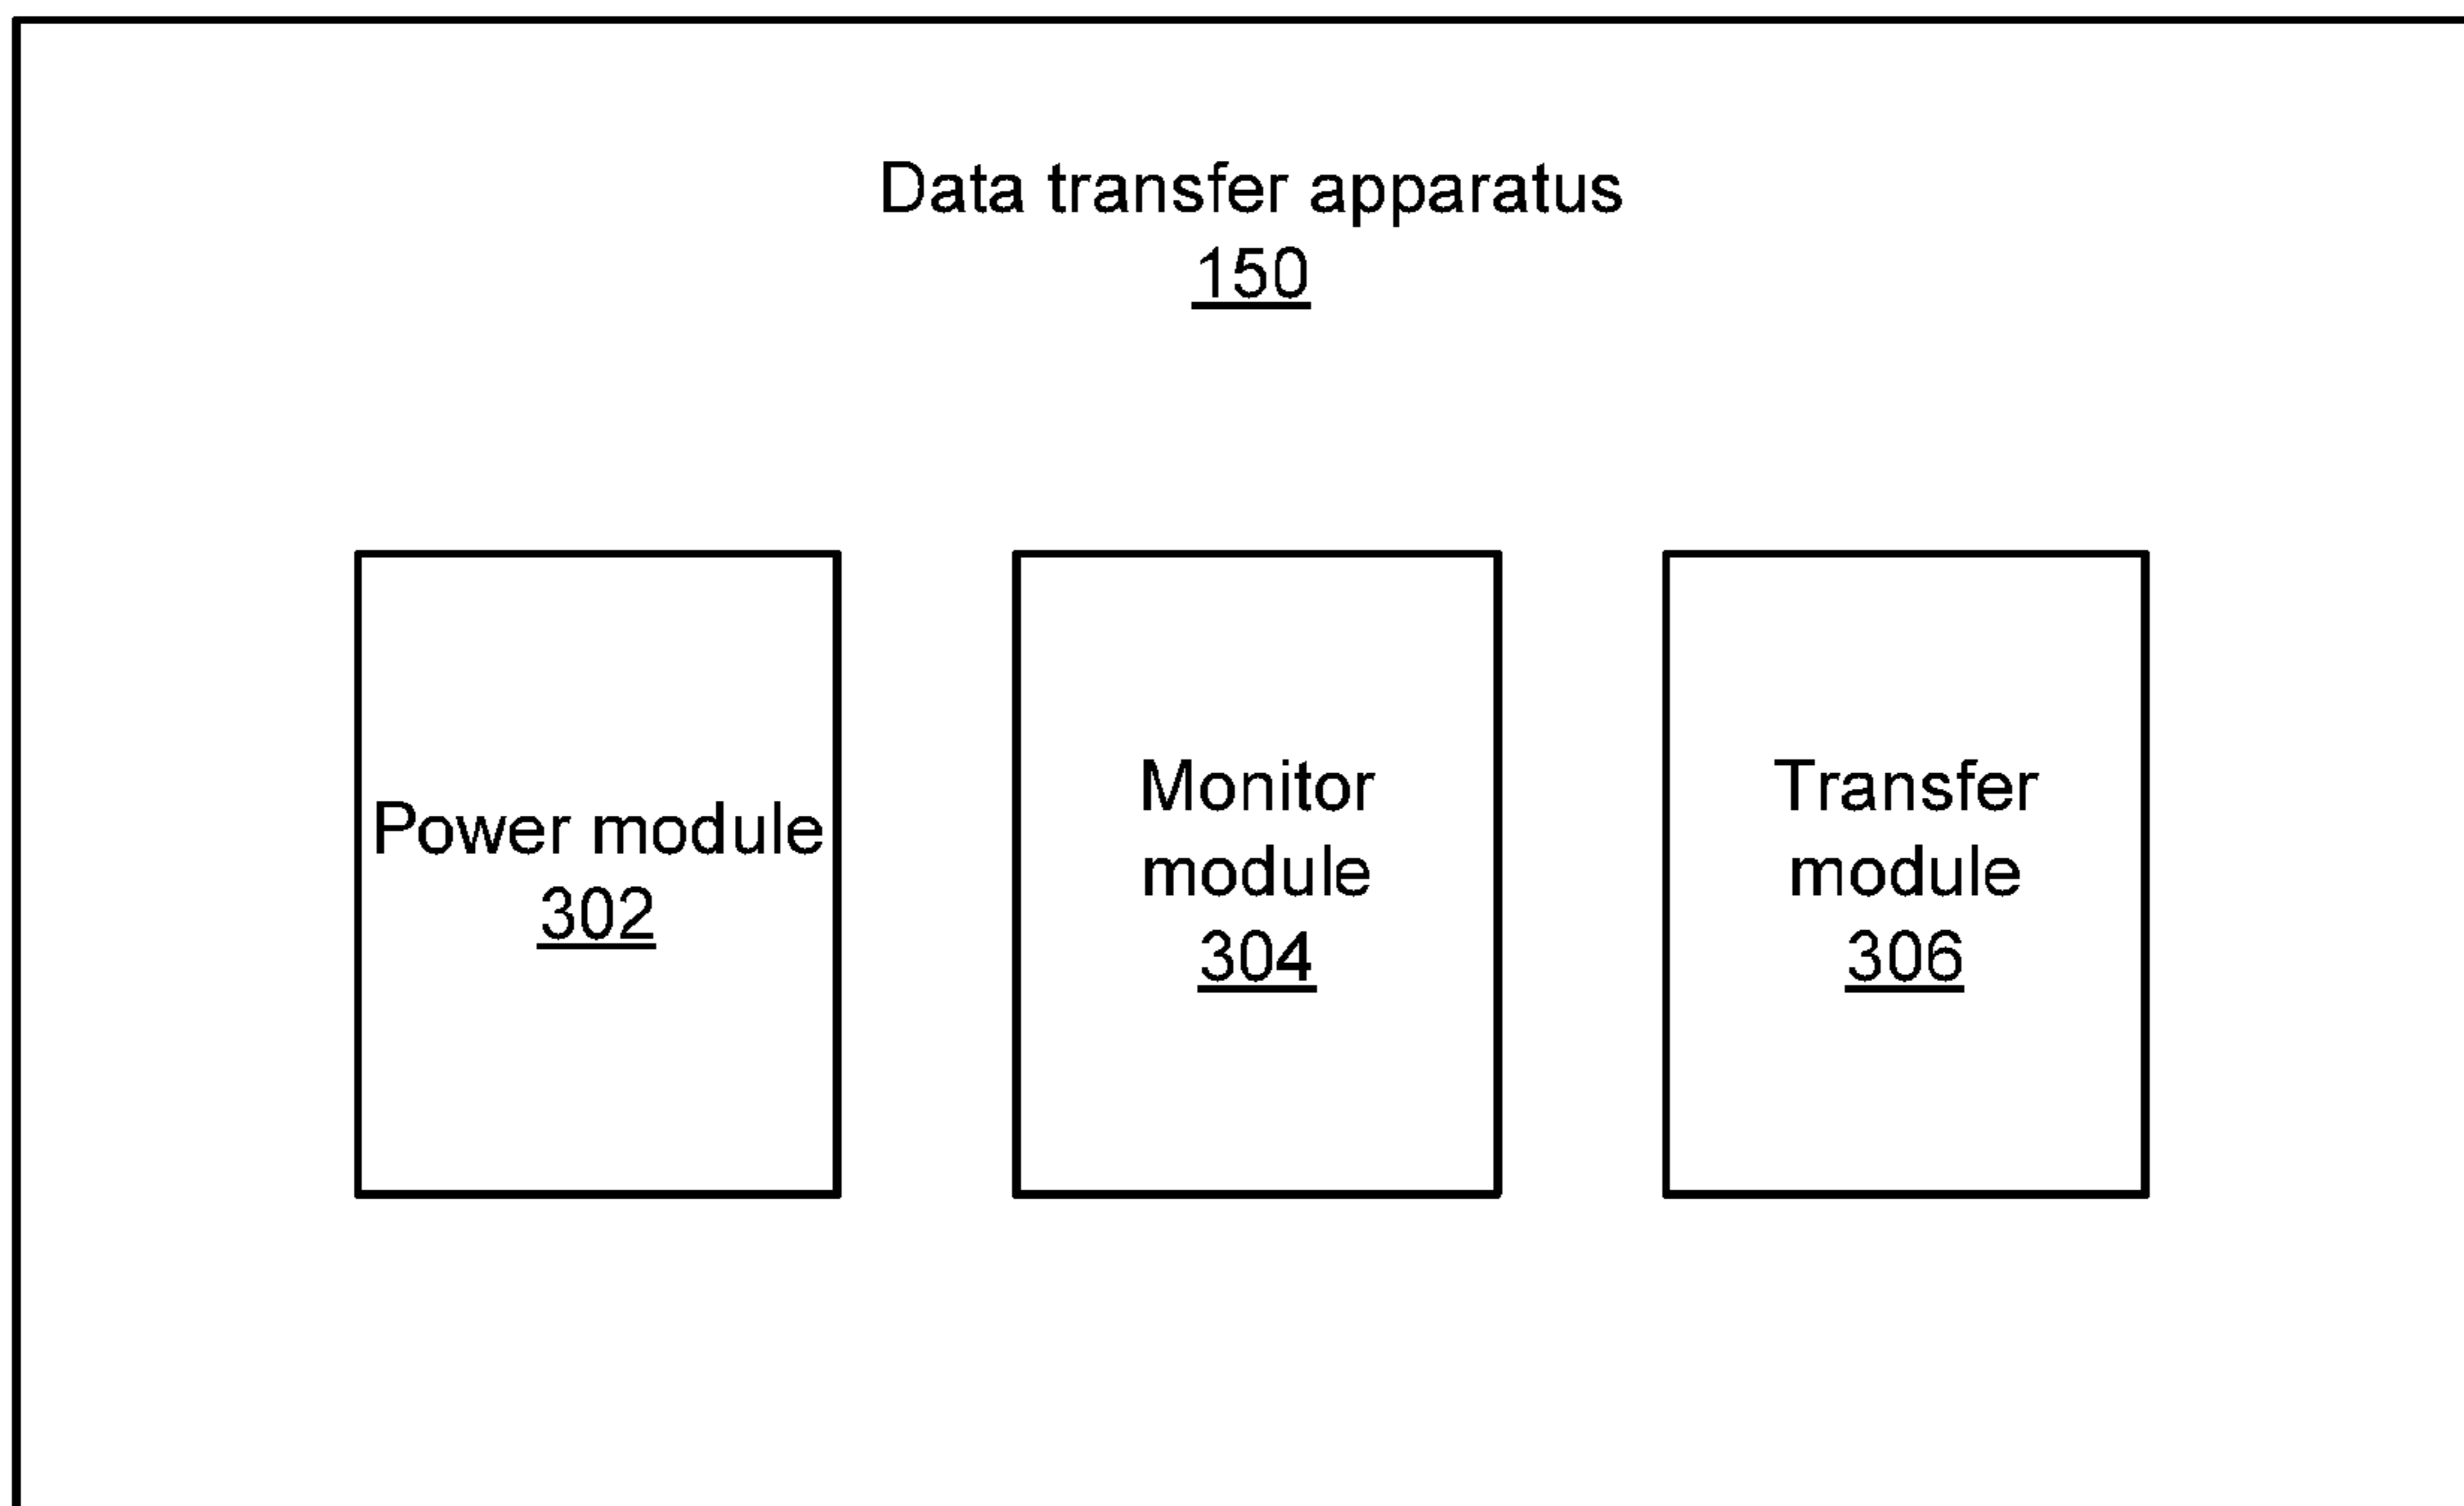 Data transfer apparatus
150
Power module
302
Monitor
module
304
Transfer
module
306